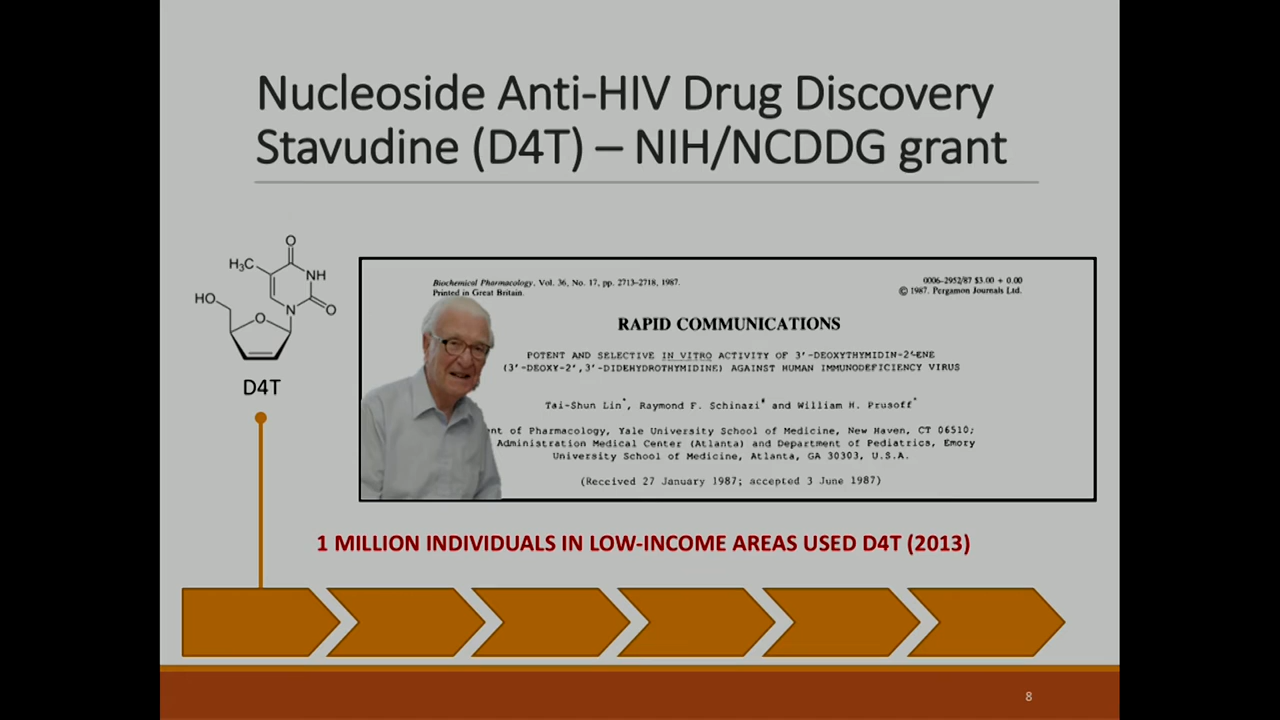 Nucleoside Anti-HIV Drug Discovery
Stavudine (D4T) – NIH/NCDDG grant
O
H₃C
NH
HO
N
O
O
D4T
Biochemical Pharmacology, Vol. 36, No. 17, pp. 2713–2718, 1987.
Printed in Great Britain.
0006–2952/87 $3.00 + 0.00
© 1987. Pergamon Journals Ltd.
RAPID COMMUNICATIONS
POTENT AND SELECTIVE IN VITRO ACTIVITY OF 3'-DEOXYTHYMIDIN-2'-ENE
(3'-DEOXY-2',3'-DIDEHYDROTHYMIDINE) AGAINST HUMAN IMMUNODEFICIENCY VIRUS
Tai-Shun Lin*, Raymond F. Schinazi# and William H. Prusoff*
nt of Pharmacology, Yale University School of Medicine, New Haven, CT 06510;
Administration Medical Center (Atlanta) and Department of Pediatrics, Emory
University School of Medicine, Atlanta, GA 30303, U.S.A.
(Received 27 January 1987; accepted 3 June 1987)
1 MILLION INDIVIDUALS IN LOW-INCOME AREAS USED D4T (2013)
8